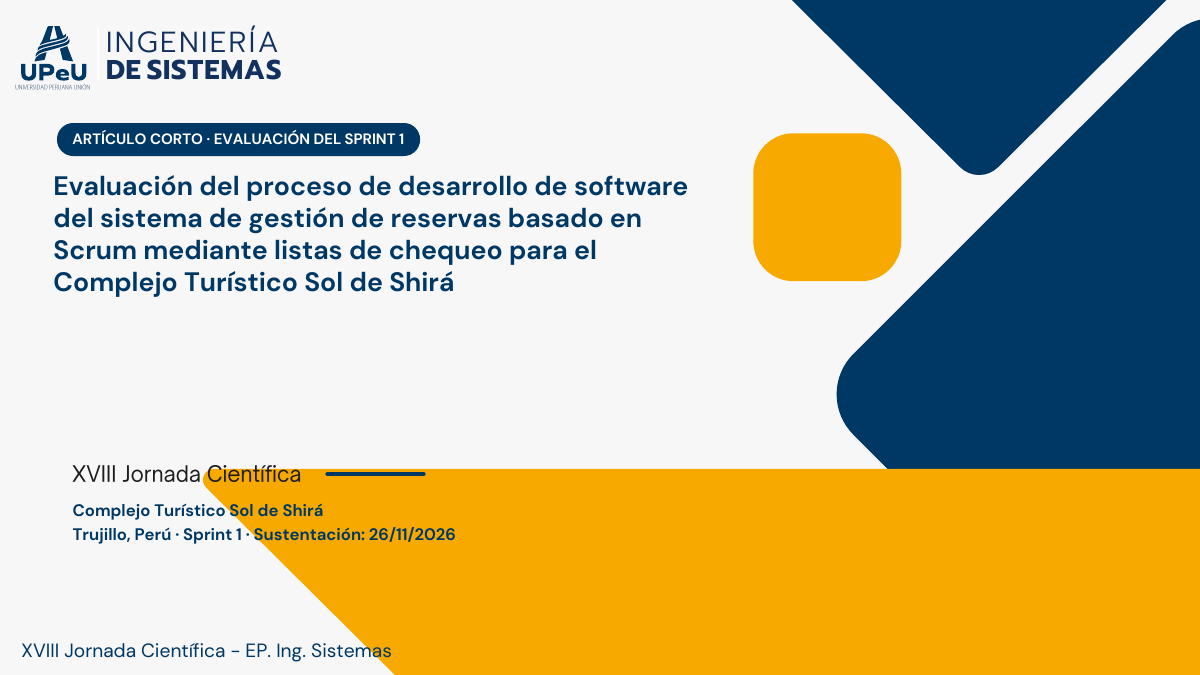 UPeU
UNIVERSIDAD PERUANA UNIÓN
INGENIERÍA
DE SISTEMAS
ARTÍCULO CORTO · EVALUACIÓN DEL SPRINT 1
Evaluación del proceso de desarrollo de software
del sistema de gestión de reservas basado en
Scrum mediante listas de chequeo para el
Complejo Turístico Sol de Shirá
XVIII Jornada Científica
Complejo Turístico Sol de Shirá
Trujillo, Perú · Sprint 1 · Sustentación: 26/11/2026
XVIII Jornada Científica - EP. Ing. Sistemas